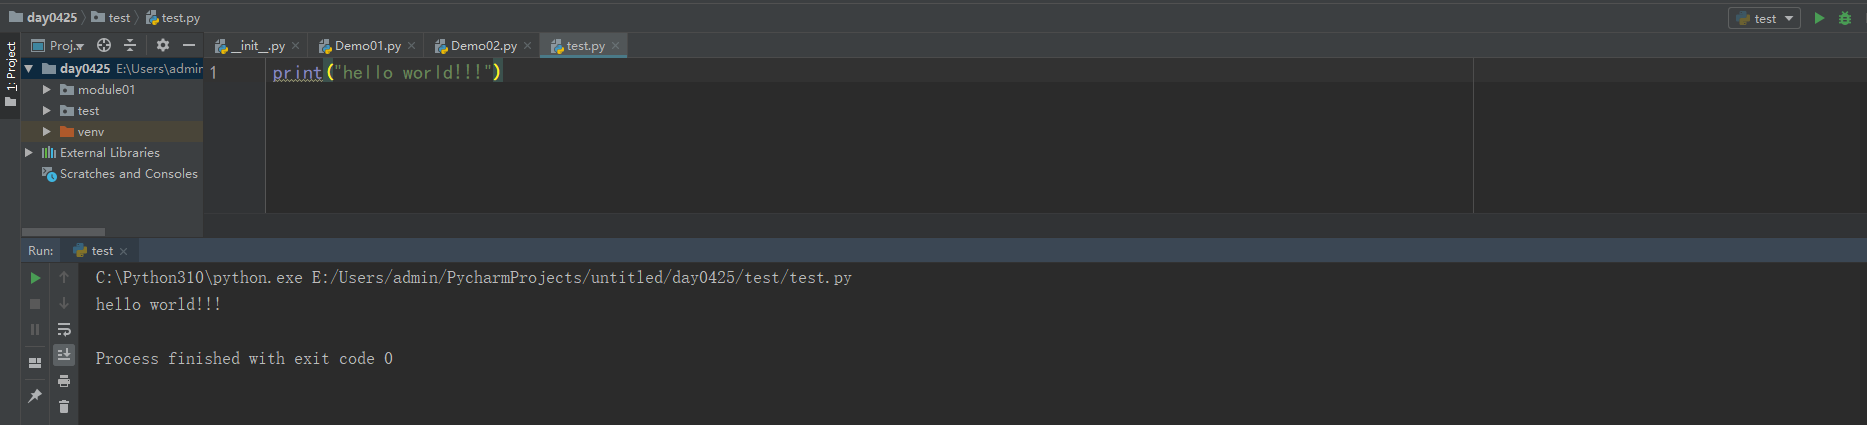 day0425 test test.py test
1: Project
Proj.. __init__.py Demo01.py Demo02.py test.py
day0425 E:\Users\admin
1 print("hello world!!!")
module01
test
venv
External Libraries
Scratches and Consoles
Run: test
C:\Python310\python.exe E:/Users/admin/PycharmProjects/untitled/day0425/test/test.py
hello world!!!
Process finished with exit code 0